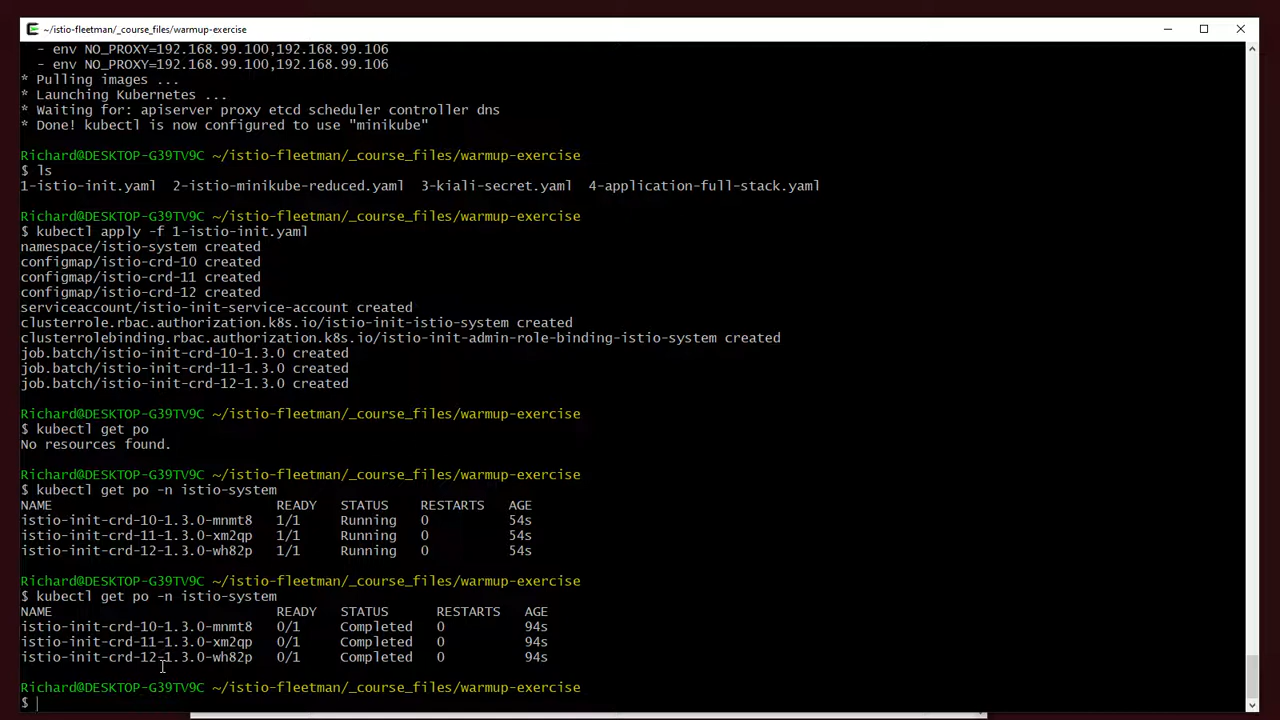 ~/istio-fleetman/_course_files/warmup-exercise
- env NO_PROXY=192.168.99.100,192.168.99.106
- env NO_PROXY=192.168.99.100,192.168.99.106
* Pulling images ...
* Launching Kubernetes ...
* Waiting for: apiserver proxy etcd scheduler controller dns
* Done! kubectl is now configured to use "minikube"
Richard@DESKTOP-G39TV9C ~/istio-fleetman/_course_files/warmup-exercise
$ ls
1-istio-init.yaml 2-istio-minikube-reduced.yaml 3-kiali-secret.yaml 4-application-full-stack.yaml
Richard@DESKTOP-G39TV9C ~/istio-fleetman/_course_files/warmup-exercise
$ kubectl apply -f 1-istio-init.yaml
namespace/istio-system created
configmap/istio-crd-10 created
configmap/istio-crd-11 created
configmap/istio-crd-12 created
serviceaccount/istio-init-service-account created
clusterrole.rbac.authorization.k8s.io/istio-init-istio-system created
clusterrolebinding.rbac.authorization.k8s.io/istio-init-admin-role-binding-istio-system created
job.batch/istio-init-crd-10-1.3.0 created
job.batch/istio-init-crd-11-1.3.0 created
job.batch/istio-init-crd-12-1.3.0 created
Richard@DESKTOP-G39TV9C ~/istio-fleetman/_course_files/warmup-exercise
$ kubectl get po
No resources found.
Richard@DESKTOP-G39TV9C ~/istio-fleetman/_course_files/warmup-exercise
$ kubectl get po -n istio-system
NAME READY STATUS RESTARTS AGE
istio-init-crd-10-1.3.0-mnmt8 1/1 Running 0 54s
istio-init-crd-11-1.3.0-xm2qp 1/1 Running 0 54s
istio-init-crd-12-1.3.0-wh82p 1/1 Running 0 54s
Richard@DESKTOP-G39TV9C ~/istio-fleetman/_course_files/warmup-exercise
$ kubectl get po -n istio-system
NAME READY STATUS RESTARTS AGE
istio-init-crd-10-1.3.0-mnmt8 0/1 Completed 0 94s
istio-init-crd-11-1.3.0-xm2qp 0/1 Completed 0 94s
istio-init-crd-12-1.3.0-wh82p 0/1 Completed 0 94s
Richard@DESKTOP-G39TV9C ~/istio-fleetman/_course_files/warmup-exercise
$